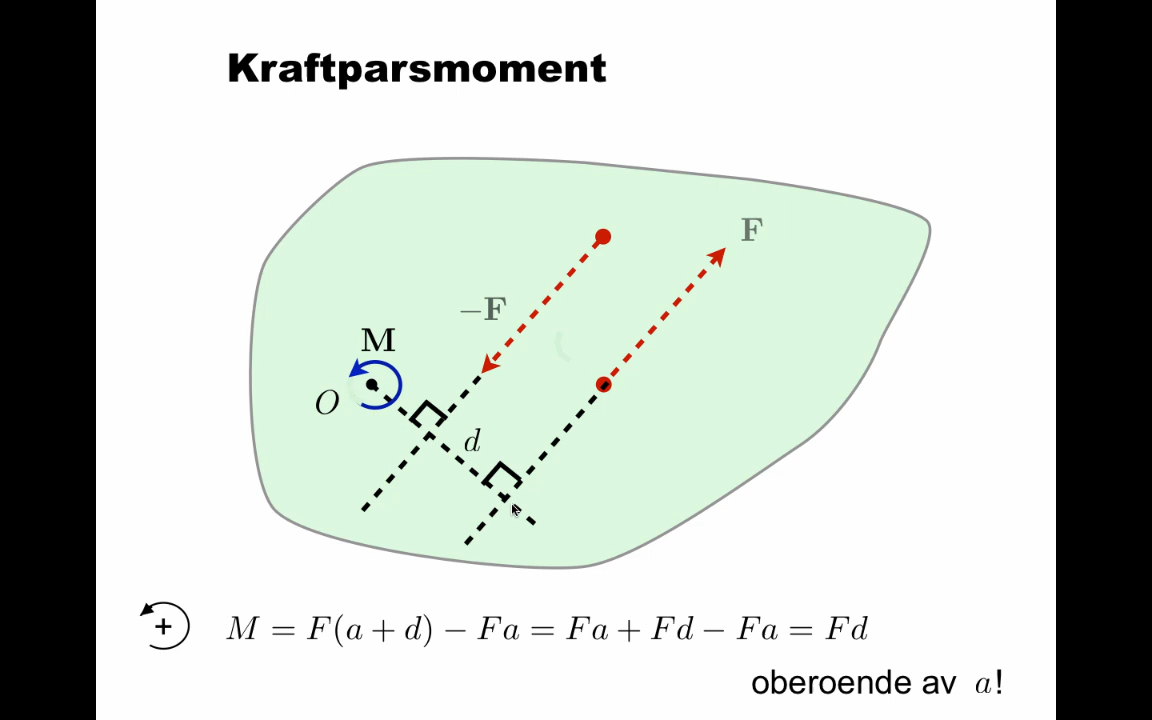 Kraftparsmoment
F
−F
M
O
d
+ M = F(a + d) − Fa = Fa + Fd − Fa = Fd
oberoende av a!